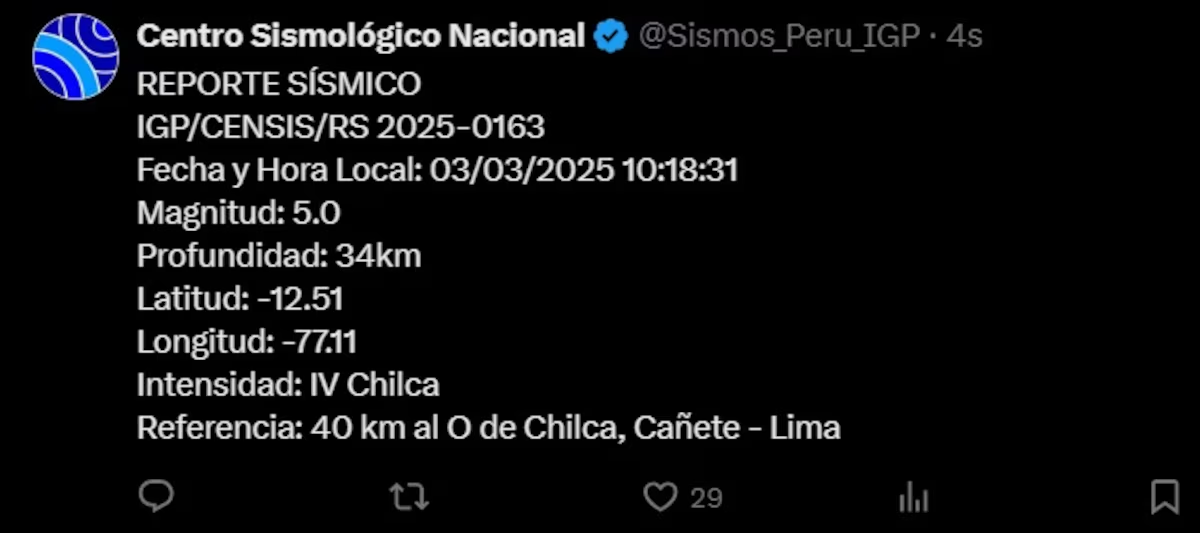 Centro Sismológico Nacional @Sismos_Peru_IGP · 4s
REPORTE SÍSMICO
IGP/CENSIS/RS 2025-0163
Fecha y Hora Local: 03/03/2025 10:18:31
Magnitud: 5.0
Profundidad: 34km
Latitud: -12.51
Longitud: -77.11
Intensidad: IV Chilca
Referencia: 40 km al O de Chilca, Cañete - Lima
29